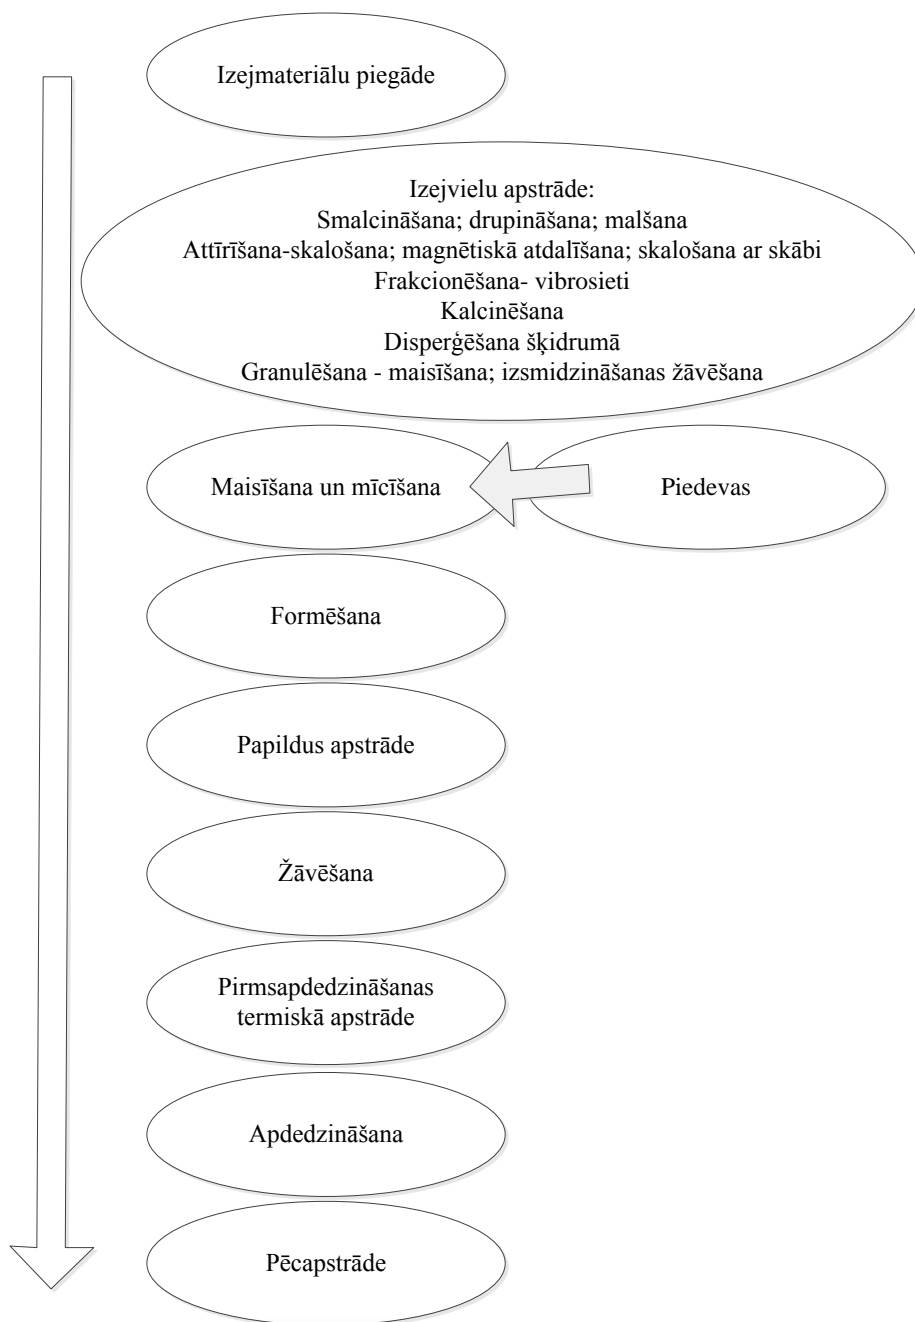 Izejmateriālu piegāde
Izejvielu apstrāde:
Smalcināšana; drupināšana; malšana
Attīrīšana-skalošana; magnētiskā atdalīšana; skalošana ar skābi
Frakcionēšana- vibrosieti
Kalcinēšana
Disperģēšana šķidrumā
Granulēšana - maisīšana; izsmidzināšanas žāvēšana
Maisīšana un mīcīšana
Piedevas
Formēšana
Papildus apstrāde
Žāvēšana
Pirmsapdedzināšanas
termiskā apstrāde
Apdedzināšana
Pēcapstrāde